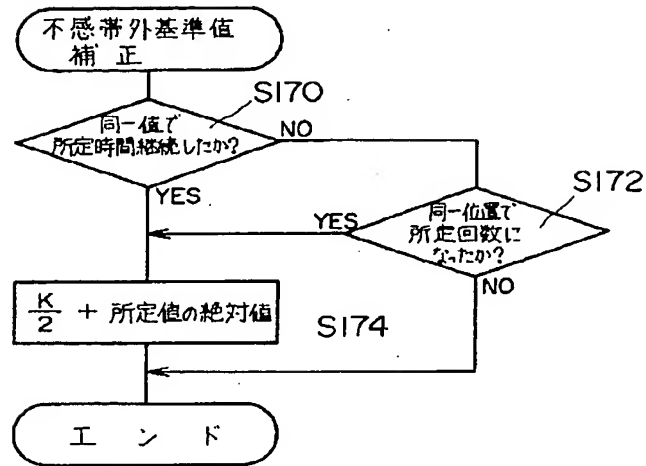 不感帯外基準値
補正
S170
同一値で
所定時間継続したか?
NO
YES
S172
同一位置で
所定回数に
なったか?
YES
NO
K/2 + 所定値の絶対値
S174
エンド